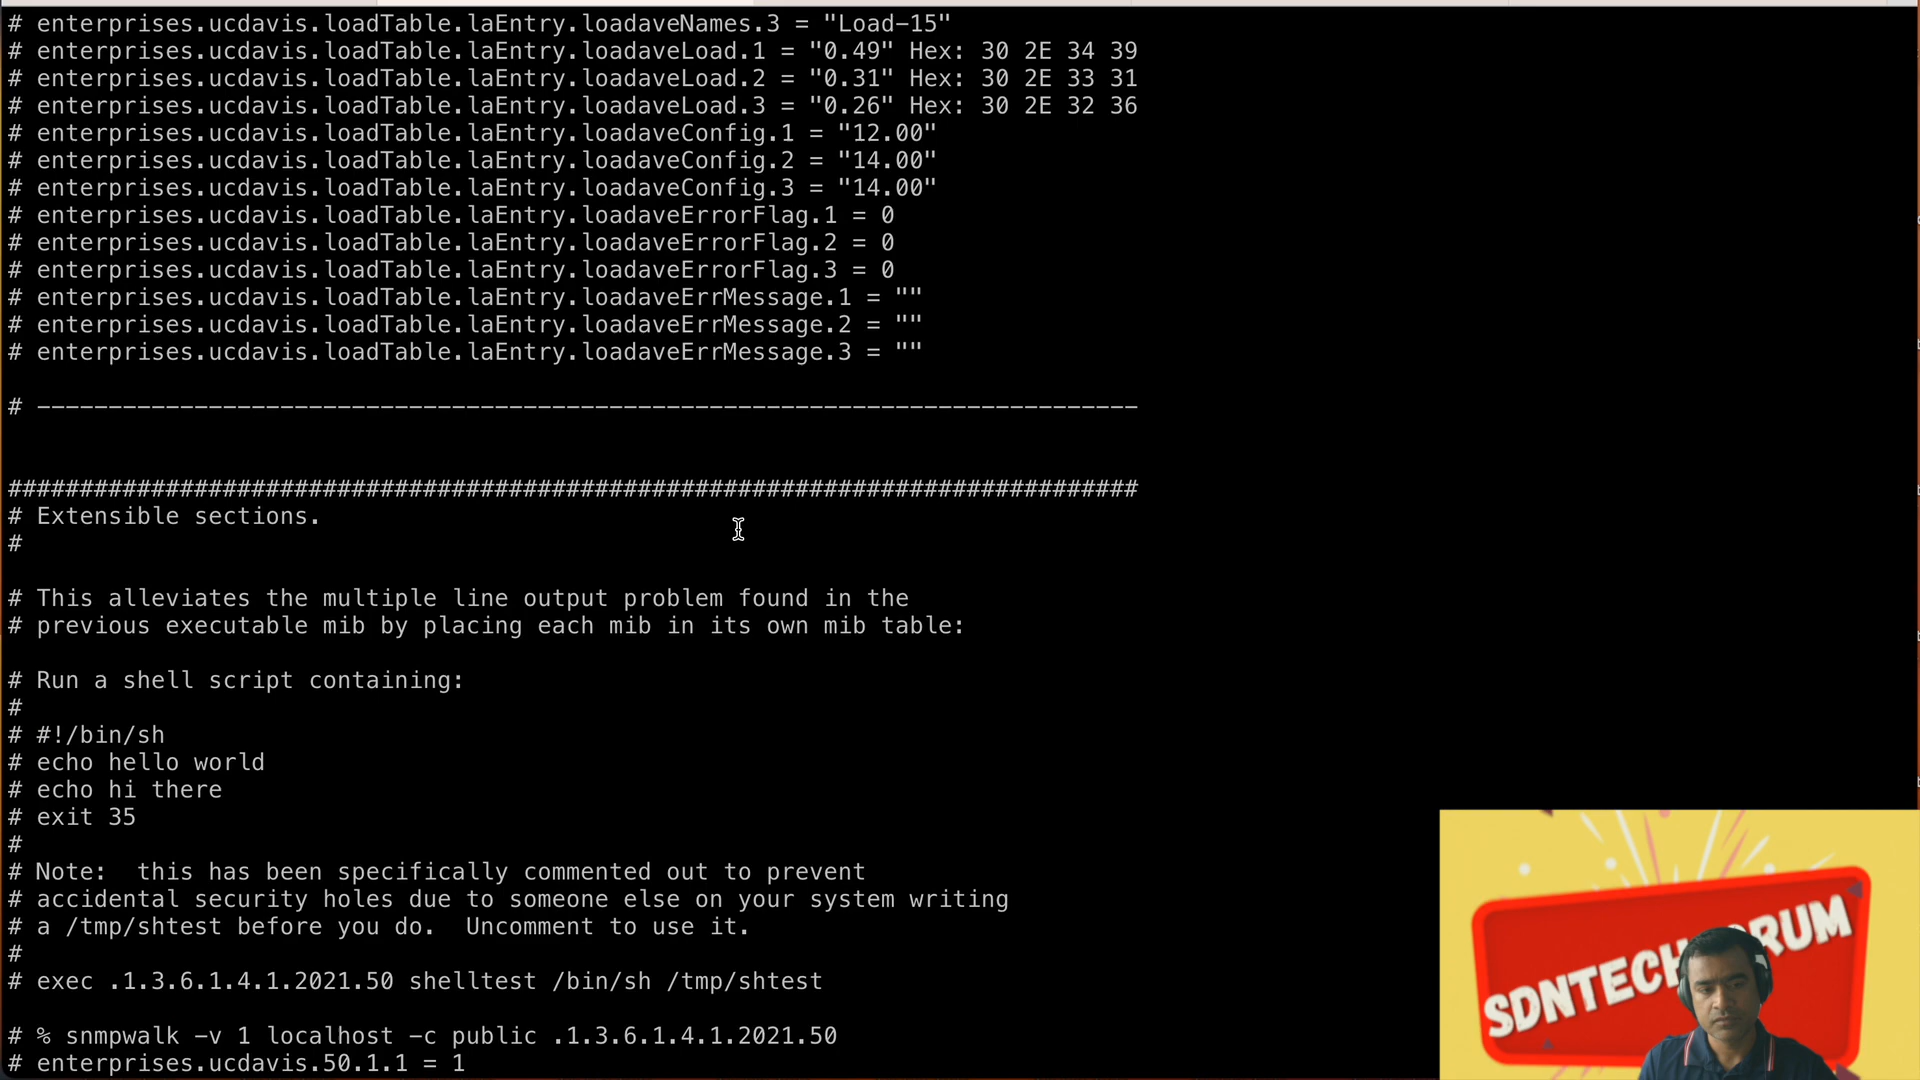 # enterprises.ucdavis.loadTable.laEntry.loadaveNames.3 = "Load-15"
# enterprises.ucdavis.loadTable.laEntry.loadaveLoad.1 = "0.49" Hex: 30 2E 34 39
# enterprises.ucdavis.loadTable.laEntry.loadaveLoad.2 = "0.31" Hex: 30 2E 33 31
# enterprises.ucdavis.loadTable.laEntry.loadaveLoad.3 = "0.26" Hex: 30 2E 32 36
# enterprises.ucdavis.loadTable.laEntry.loadaveConfig.1 = "12.00"
# enterprises.ucdavis.loadTable.laEntry.loadaveConfig.2 = "14.00"
# enterprises.ucdavis.loadTable.laEntry.loadaveConfig.3 = "14.00"
# enterprises.ucdavis.loadTable.laEntry.loadaveErrorFlag.1 = 0
# enterprises.ucdavis.loadTable.laEntry.loadaveErrorFlag.2 = 0
# enterprises.ucdavis.loadTable.laEntry.loadaveErrorFlag.3 = 0
# enterprises.ucdavis.loadTable.laEntry.loadaveErrMessage.1 = ""
# enterprises.ucdavis.loadTable.laEntry.loadaveErrMessage.2 = ""
# enterprises.ucdavis.loadTable.laEntry.loadaveErrMessage.3 = ""
# -----------------------------------------------------------------------------
###############################################################################
# Extensible sections.
#
# This alleviates the multiple line output problem found in the
# previous executable mib by placing each mib in its own mib table:
# Run a shell script containing:
#
# #!/bin/sh
# echo hello world
# echo hi there
# exit 35
#
# Note:  this has been specifically commented out to prevent
# accidental security holes due to someone else on your system writing
# a /tmp/shtest before you do.  Uncomment to use it.
#
# exec .1.3.6.1.4.1.2021.50 shelltest /bin/sh /tmp/shtest
# % snmpwalk -v 1 localhost -c public .1.3.6.1.4.1.2021.50
# enterprises.ucdavis.50.1.1 = 1